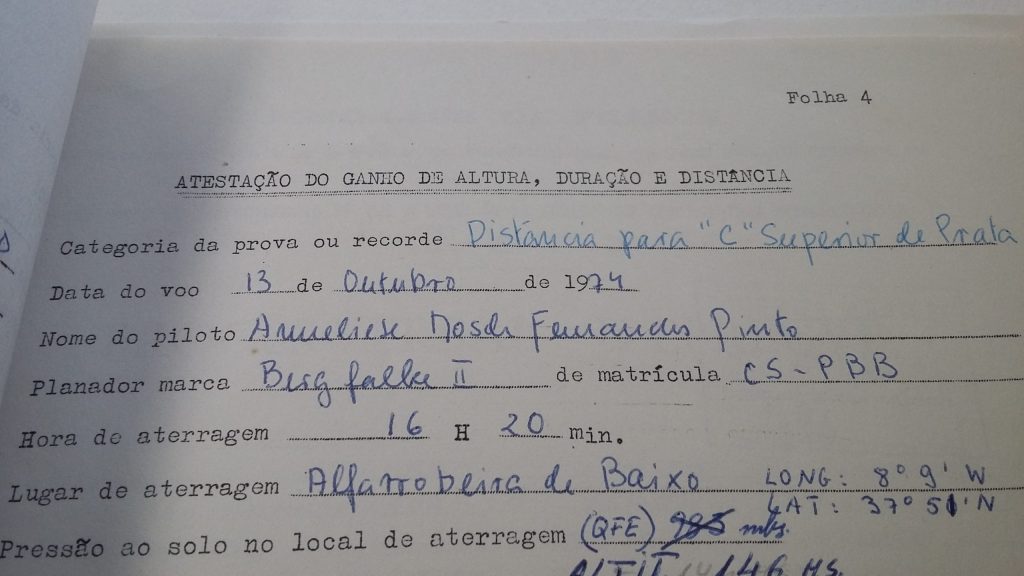 Folha 4
ATESTAÇÃO DO GANHO DE ALTURA, DURAÇÃO E DISTÂNCIA
Categoria da prova ou recorde Distância para "C" Superior de Prata
Data do voo 13 de Outubro de 1974
Nome do piloto Anneliese Mosch Fernandes Pinto
Planador marca Bergfalke II de matrícula CS-PBB
Hora de aterragem 16 H 20 min.
Lugar de aterragem Alfarrobeira de Baixo LONG: 8° 9' W
LAT: 37° 51' N
Pressão ao solo no local de aterragem (QFE) 985 mbs.
ALTIT 146 MS.